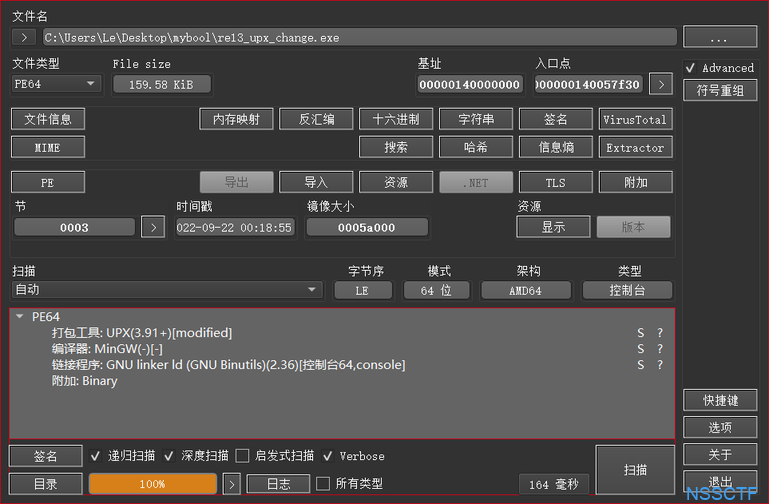 文件名
> C:\Users\Le\Desktop\mybool\re13_upx_change.exe ...
文件类型 File size 基址 入口点 Advanced
PE64 159.58 KiB 00000140000000 000000140057f30 > 符号重组
文件信息 内存映射 反汇编 十六进制 字符串 签名 VirusTotal
MIME 搜索 哈希 信息熵 Extractor
PE 导出 导入 资源 .NET TLS 附加
节 时间戳 镜像大小 资源
0003 > 022-09-22 00:18:55 0005a000 显示 版本
扫描 字节序 模式 架构 类型
自动 LE 64 位 AMD64 控制台
PE64
打包工具: UPX(3.91+)[modified] S ?
编译器: MinGW(-)[-] S ?
链接程序: GNU linker ld (GNU Binutils)(2.36)[控制台64,console] S ?
附加: Binary
快捷键
选项
签名 递归扫描 深度扫描 启发式扫描 Verbose 扫描 关于
目录 100% > 日志 所有类型 164 毫秒 退出
NSSCTF